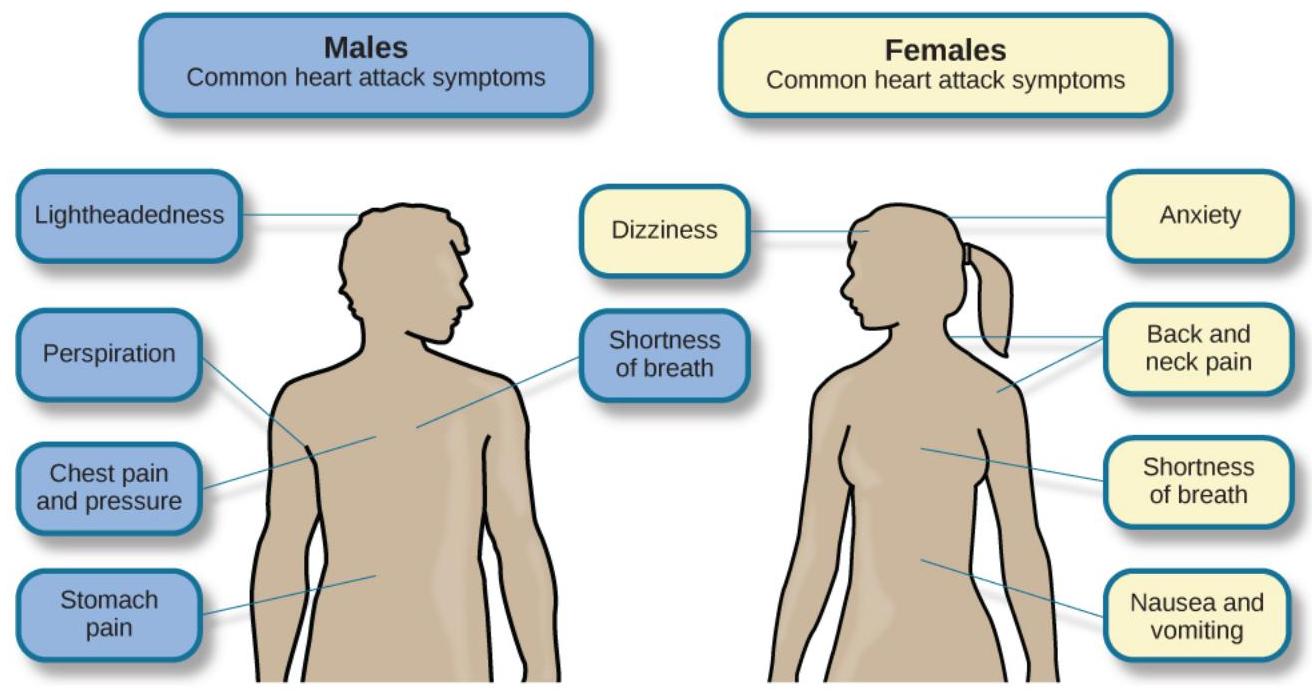 Males
Common heart attack symptoms
Females
Common heart attack symptoms
Lightheadedness
Perspiration
Chest pain
and pressure
Stomach
pain
Shortness
of breath
Dizziness
Anxiety
Back and
neck pain
Shortness
of breath
Nausea and
vomiting